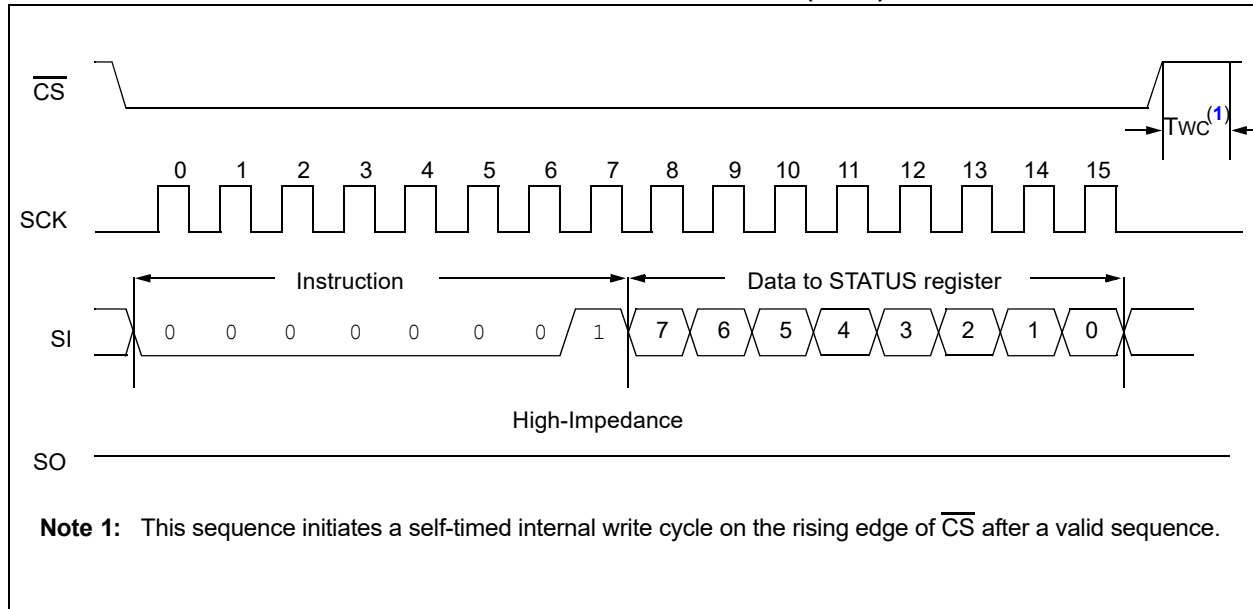 CS
TWC(1)
0 1 2 3 4 5 6 7 8 9 10 11 12 13 14 15
SCK
Instruction Data to STATUS register
SI 0 0 0 0 0 0 0 1 7 6 5 4 3 2 1 0
High-Impedance
SO
Note 1: This sequence initiates a self-timed internal write cycle on the rising edge of CS after a valid sequence.